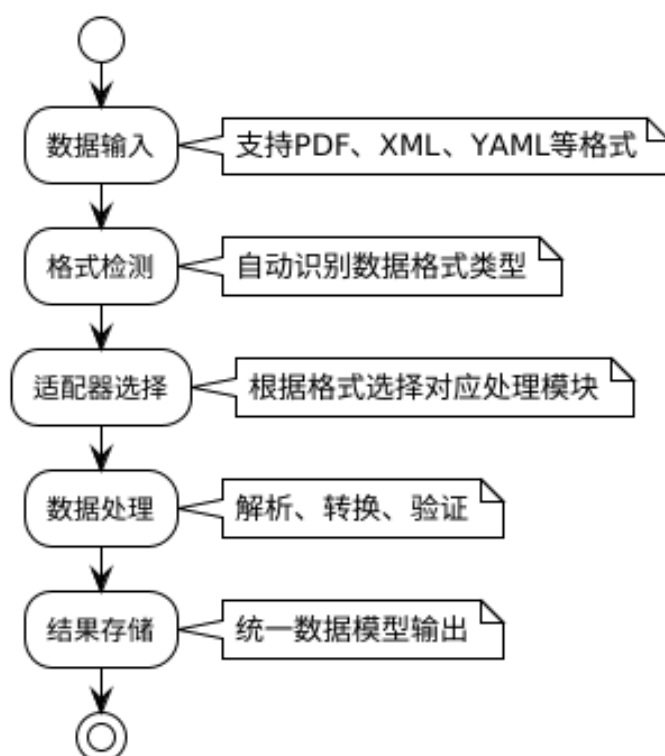 数据输入
支持PDF、XML、YAML等格式
格式检测
自动识别数据格式类型
适配器选择
根据格式选择对应处理模块
数据处理
解析、转换、验证
结果存储
统一数据模型输出